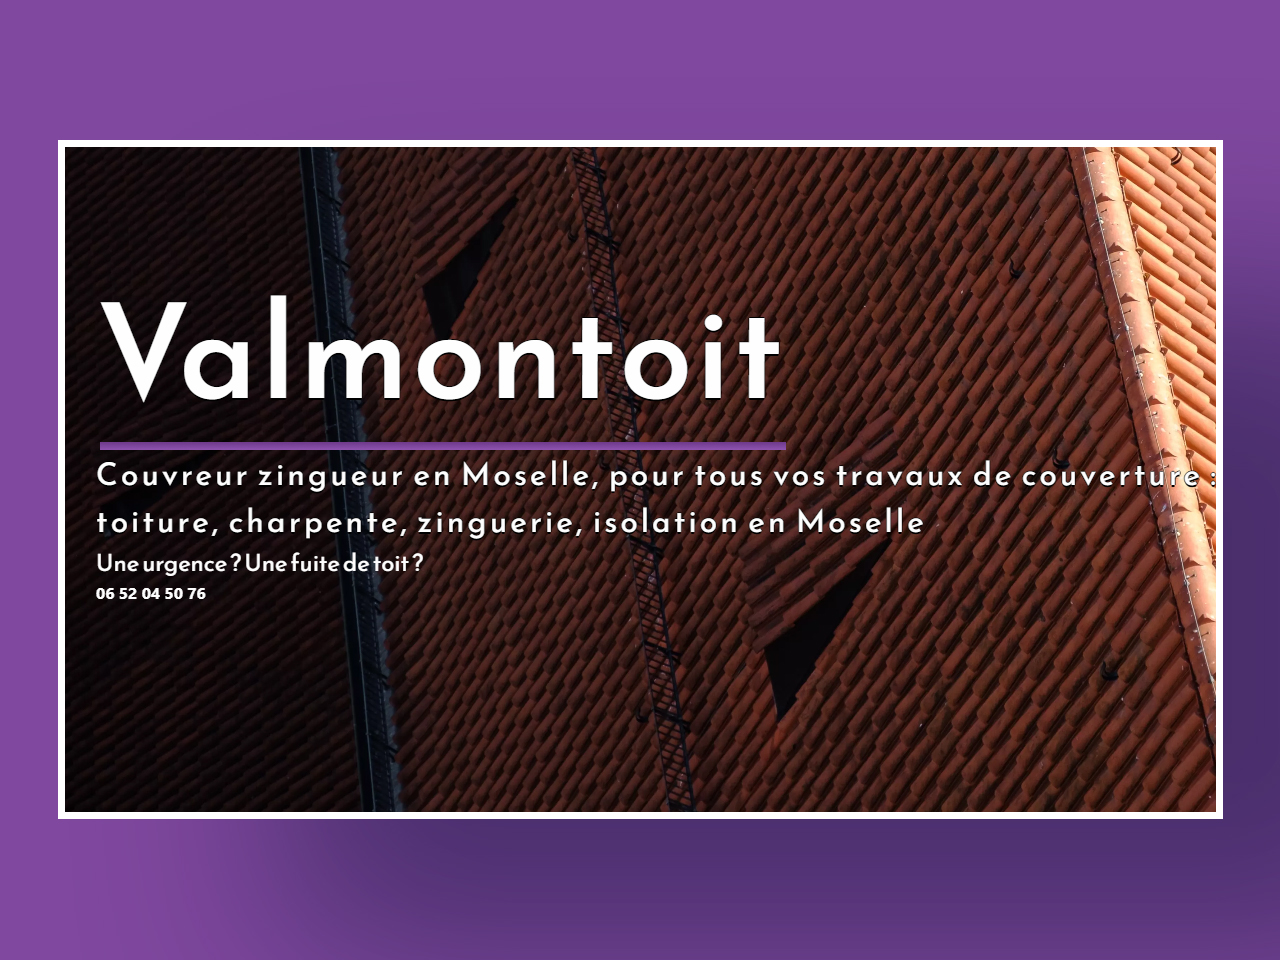 Valmontoit
Couvreur zingueur en Moselle, pour tous vos travaux de couverture :
toiture, charpente, zinguerie, isolation en Moselle
Une urgence ? Une fuite de toit ?
06 52 04 50 76